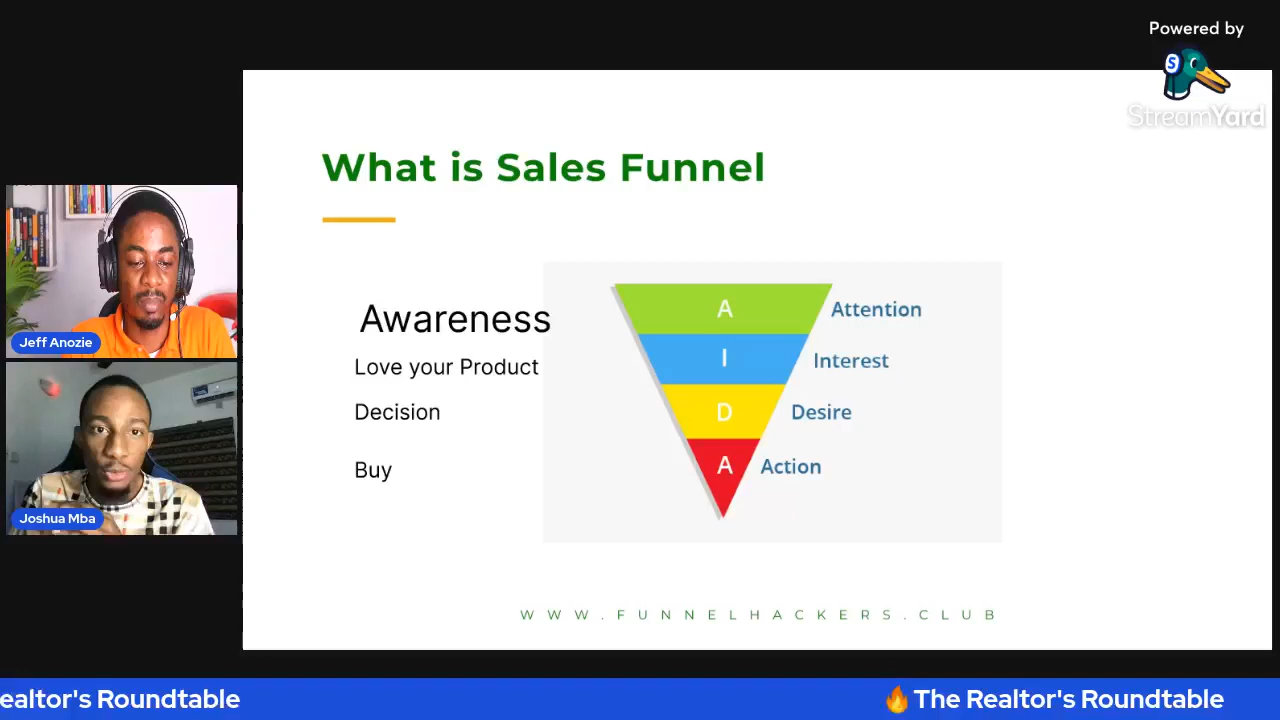 Powered by
S
StreamYard
What is Sales Funnel
Awareness
Love your Product
Decision
Buy
A Attention
I Interest
D Desire
A Action
WWW.FUNNELHACKERS.CLUB
Jeff Anozie
Joshua Mba
ealtor's Roundtable
🔥The Realtor's Roundtable